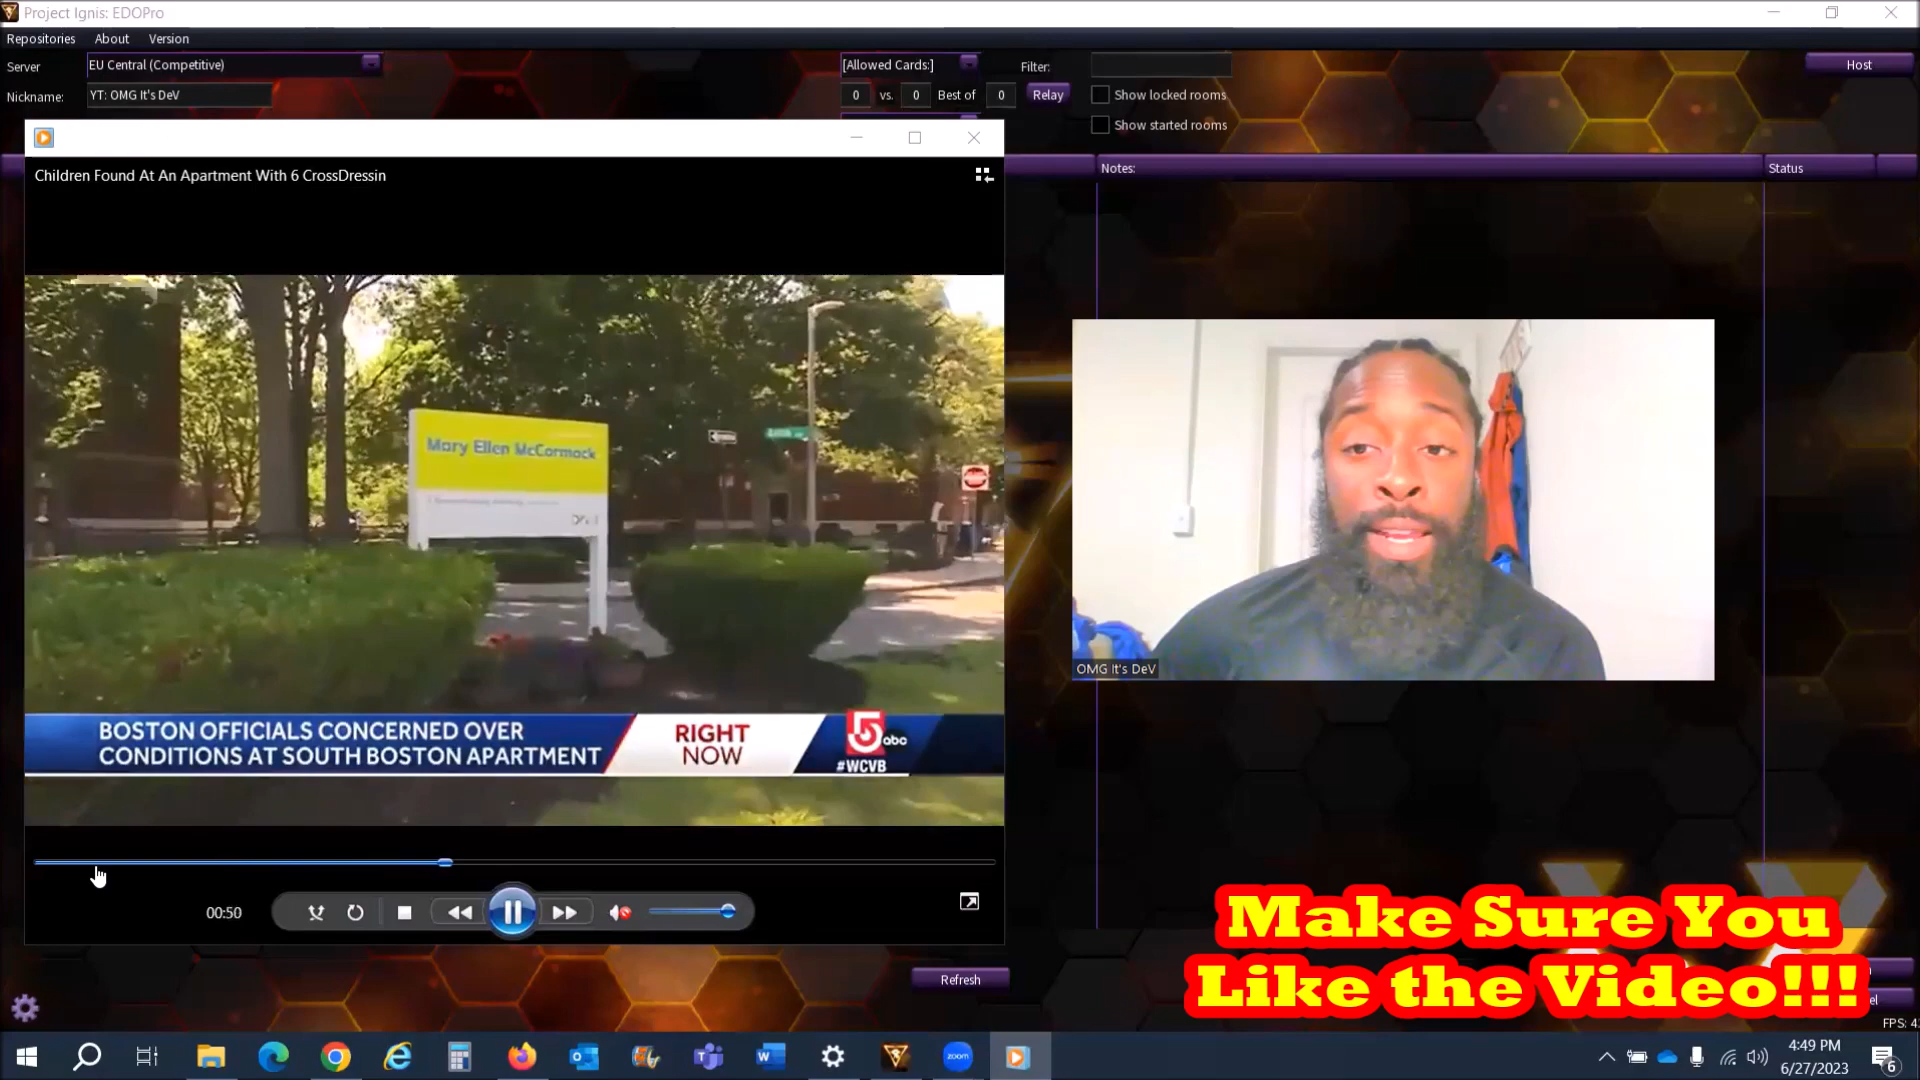 Project Ignis: EDOPro
Repositories About Version
Server EU Central (Competitive) [Allowed Cards:] Filter: Host
Nickname: YT: OMG It's DeV 0 vs. 0 Best of 0 Relay Show locked rooms
Show started rooms
Notes: Status
Children Found At An Apartment With 6 CrossDressin
Mary Ellen McCormack
BOSTON OFFICIALS CONCERNED OVER
CONDITIONS AT SOUTH BOSTON APARTMENT
RIGHT
NOW
5 abc
#WCVB
OMG It's DeV
00:50
Make Sure You
Like the Video!!!
Refresh
FPS: 4
zoom
4:49 PM
6/27/2023
6